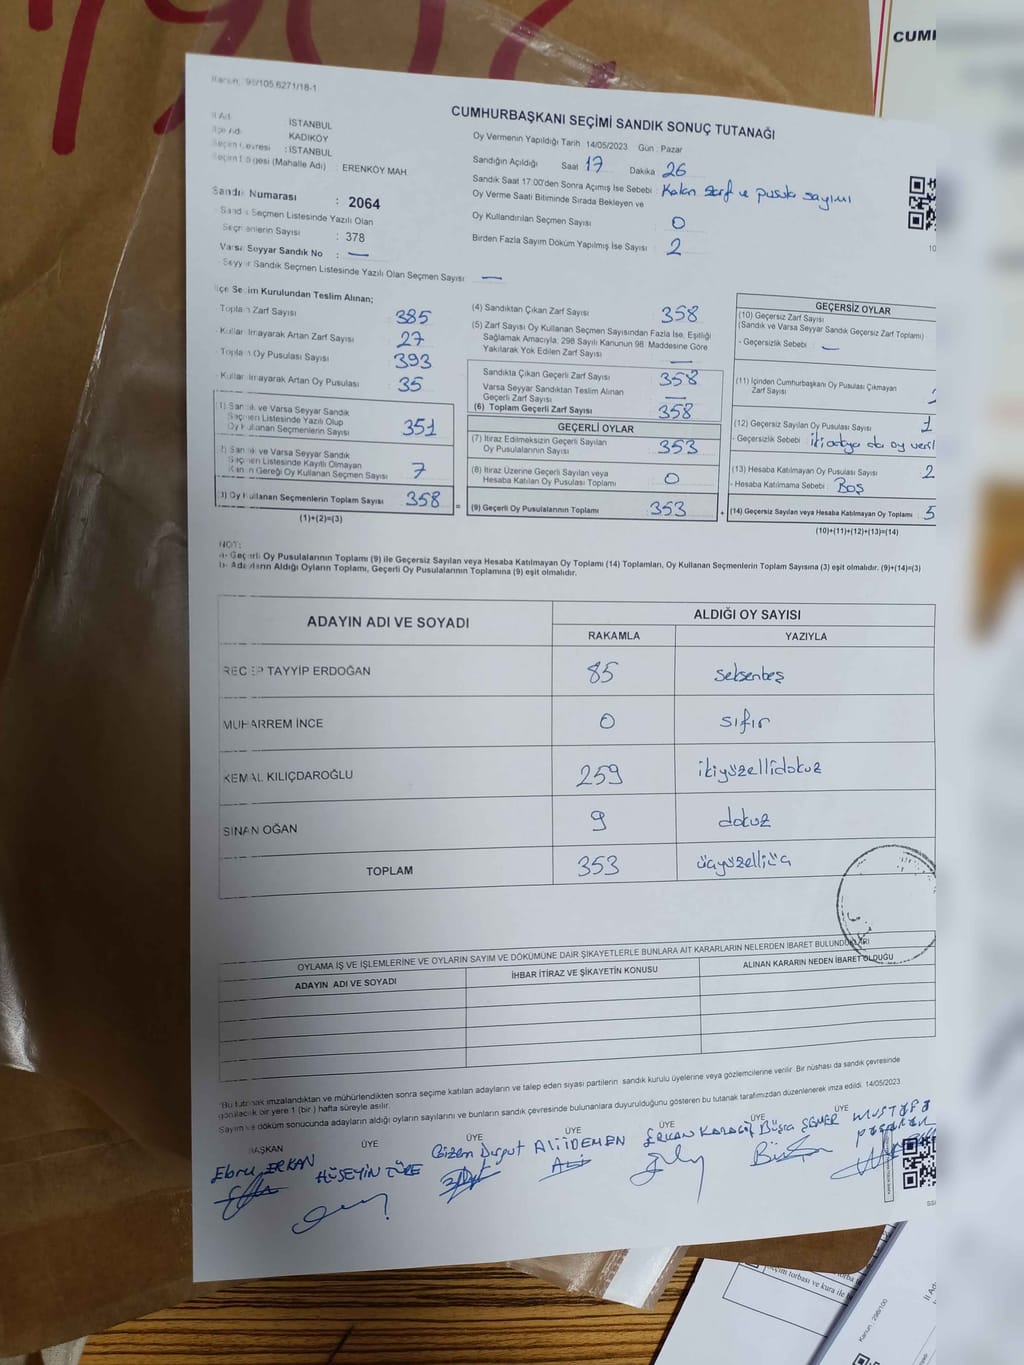 CUMH
Kanun : 98/105.6271/18-1
CUMHURBAŞKANI SEÇİMİ SANDIK SONUÇ TUTANAĞI
İl Adı : İSTANBUL
İlçe Adı KADIKÖY
Seçim Çevresi : İSTANBUL
Seçim Bölgesi (Mahalle Adı) : ERENKÖY MAH
Sandık Numarası : 2064
- Sandık Seçmen Listesinde Yazılı Olan
Seçmenlerin Sayısı : 378
Varsa Seyyar Sandık No : —
- Seyyar Sandık Seçmen Listesinde Yazılı Olan Seçmen Sayısı : —
Oy Vermenin Yapıldığı Tarih : 14/05/2023 Gün : Pazar
Sandığın Açıldığı Saat 17 Dakika 26
Sandık Saat 17:00'den Sonra Açımış İse Sebebi : Kalan zarf ve pusula sayımı
Oy Verme Saati Bitiminde Sırada Bekleyen ve
Oy Kullandırılan Seçmen Sayısı : 0
Birden Fazla Sayım Döküm Yapılmış İse Sayısı : 2
İlçe Seçim Kurulundan Teslim Alınan;
- Toplam Zarf Sayısı : 385
- Kullanılmayarak Artan Zarf Sayısı : 27
- Toplam Oy Pusulası Sayısı : 393
- Kullanılmayarak Artan Oy Pusulası : 35
(1) Sandık ve Varsa Seyyar Sandık
Seçmen Listesinde Yazılı Olup
Oy Kullanan Seçmenlerin Sayısı : 351
(2) Sandık ve Varsa Seyyar Sandık
Seçmen Listesinde Kayıtlı Olmayan
Kanun Gereği Oy Kullanan Seçmen Sayısı : 7
(3) Oy Kullanan Seçmenlerin Toplam Sayısı : 358
(1)+(2)=(3)
(4) Sandıktan Çıkan Zarf Sayısı : 358
(5) Zarf Sayısı Oy Kullanan Seçmen Sayısından Fazla İse, Eşitliği
Sağlamak Amacıyla, 298 Sayılı Kanunun 98. Maddesine Göre
Yakılarak Yok Edilen Zarf Sayısı : —
Sandıkta Çıkan Geçerli Zarf Sayısı : 358
Varsa Seyyar Sandıktan Teslim Alınan
Geçerli Zarf Sayısı : —
(6) Toplam Geçerli Zarf Sayısı : 358
GEÇERLİ OYLAR
(7) İtiraz Edilmeksizin Geçerli Sayılan
Oy Pusulalarının Sayısı : 353
(8) İtiraz Üzerine Geçerli Sayılan veya
Hesaba Katılan Oy Pusulası Toplamı : 0
(9) Geçerli Oy Pusulalarının Toplamı : 353
GEÇERSİZ OYLAR
(10) Geçersiz Zarf Sayısı
(Sandık ve Varsa Seyyar Sandık Geçersiz Zarf Toplamı) :
- Geçersizlik Sebebi : —
(11) İçinden Cumhurbaşkanı Oy Pusulası Çıkmayan
Zarf Sayısı
(12) Geçersiz Sayılan Oy Pusulası Sayısı : 1
- Geçersizlik Sebebi : iki adaya da oy veril
(13) Hesaba Katılmayan Oy Pusulası Sayısı : 2
- Hesaba Katılmama Sebebi : Boş
(14) Geçersiz Sayılan veya Hesaba Katılmayan Oy Toplamı : 5
(10)+(11)+(12)+(13)=(14)
NOT:
a- Geçerli Oy Pusulalarının Toplamı (9) ile Geçersiz Sayılan veya Hesaba Katılmayan Oy Toplamı (14) Toplamları, Oy Kullanan Seçmenlerin Toplam Sayısına (3) eşit olmalıdır. (9)+(14)=(3)
b- Adayların Aldığı Oyların Toplamı, Geçerli Oy Pusulalarının Toplamına (9) eşit olmalıdır.
ADAYIN ADI VE SOYADI ALDIĞI OY SAYISI
RAKAMLA YAZIYLA
RECEP TAYYİP ERDOĞAN 85 seksenbeş
MUHARREM İNCE 0 sıfır
KEMAL KILIÇDAROĞLU 259 ikiyüzellidokuz
SİNAN OĞAN 9 dokuz
TOPLAM 353 üçyüzelliüç
OYLAMA İŞ VE İŞLEMLERİNE VE OYLARIN SAYIM VE DÖKÜMÜNE DAİR ŞİKAYETLERLE BUNLARA AİT KARARLARIN NELERDEN İBARET BULUNDUKLARI
ADAYIN ADI VE SOYADI İHBAR İTİRAZ VE ŞİKAYETİN KONUSU ALINAN KARARIN NEDEN İBARET OLDUĞU
*Bu tutanak imzalandıktan ve mühürlendikten sonra seçime katılan adayların ve talep eden siyasi partilerin sandık kurulu üyelerine veya gözlemcilerine verilir. Bir nüshası da sandık çevresinde
görülecek bir yere 1 (bir) hafta süreyle asılır.
Sayım ve döküm sonucunda adayların aldığı oyların sayılarını ve bunların sandık çevresinde bulunanlara duyurulduğunu gösteren bu tutanak tarafımızdan düzenlenerek imza edildi. 14/05/2023
BAŞKAN ÜYE ÜYE ÜYE ÜYE ÜYE ÜYE
Ebru ERKAN HÜSEYİN TÜRE Gizem Durgut ALİ İDEMEN ERKAN KARAGÖZ Büşra ŞENER MUSTAFA